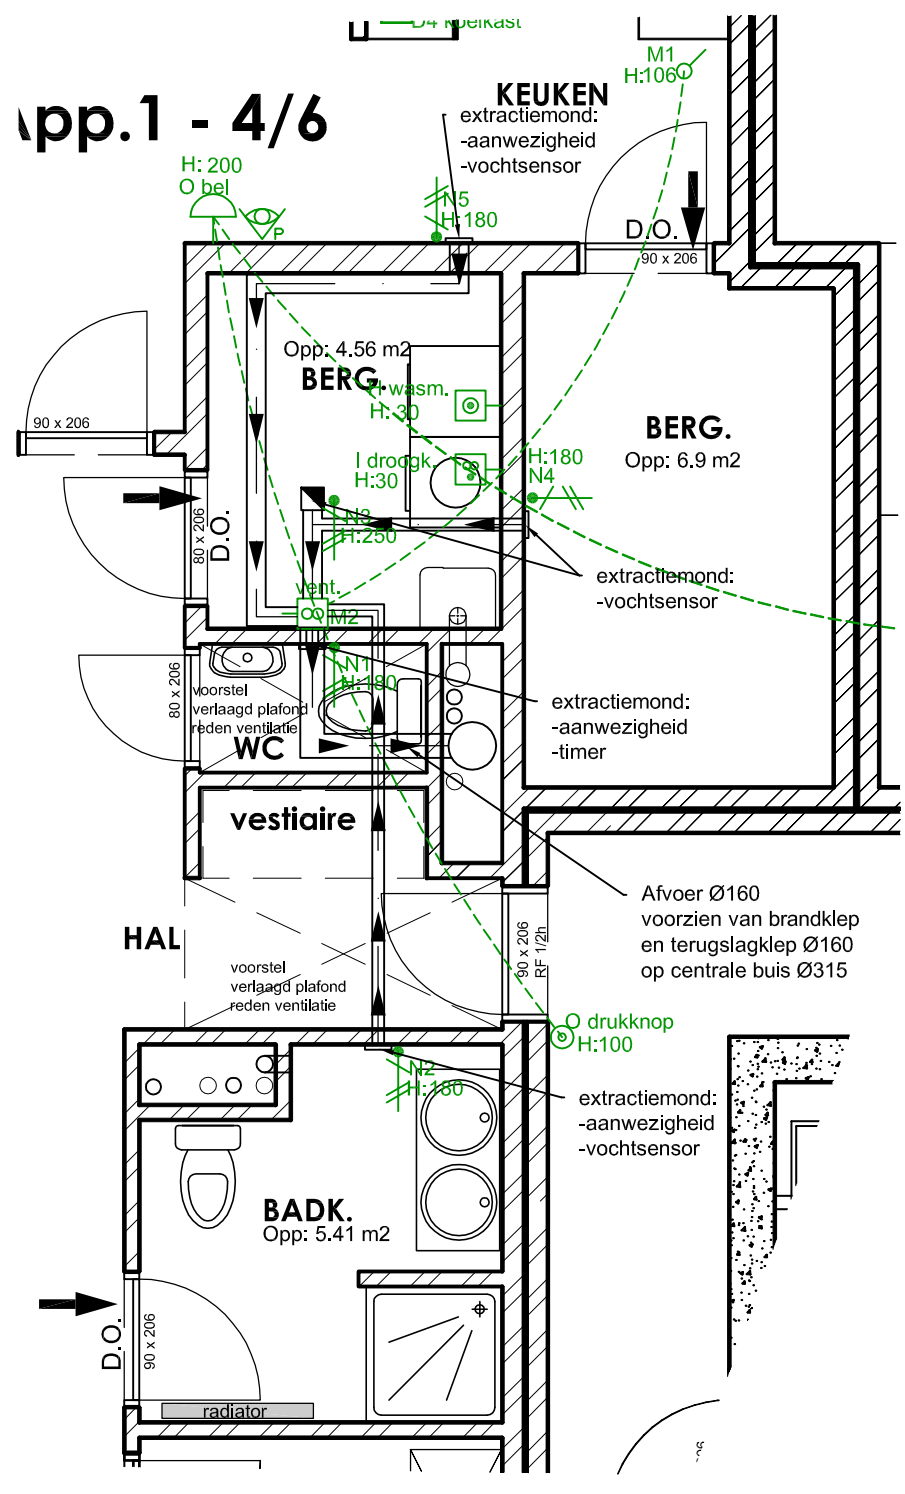 D4 koelkast
M1
H:106
KEUKEN
App.1 - 4/6
extractiemond:
-aanwezigheid
-vochtsensor
H: 200
O bel
P
N5
H:180
D.O.
90 x 206
Opp: 4.56 m2
BERG.
H wasm.
H: 30
90 x 206
BERG.
Opp: 6.9 m2
I droogk.
H:30
H:180
N4
80 x 206
D.O.
N3
H:250
extractiemond:
-vochtsensor
vent.
M2
80 x 206
voorstel
verlaagd plafond
reden ventilatie
N1
H:180
WC
extractiemond:
-aanwezigheid
-timer
vestiaire
Afvoer Ø160
voorzien van brandklep
en terugslagklep Ø160
op centrale buis Ø315
HAL
voorstel
verlaagd plafond
reden ventilatie
90 x 206
RF 1/2h
O drukknop
H:100
N2
H:180
extractiemond:
-aanwezigheid
-vochtsensor
BADK.
Opp: 5.41 m2
D.O.
90 x 206
radiator